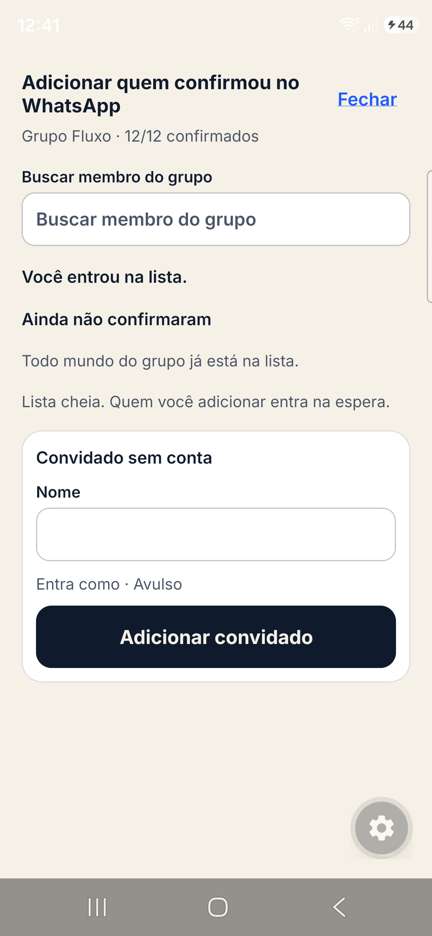 12:41
44
Adicionar quem confirmou no
WhatsApp
Fechar
Grupo Fluxo · 12/12 confirmados
Buscar membro do grupo
Buscar membro do grupo
Você entrou na lista.
Ainda não confirmaram
Todo mundo do grupo já está na lista.
Lista cheia. Quem você adicionar entra na espera.
Convidado sem conta
Nome
Entra como · Avulso
Adicionar convidado